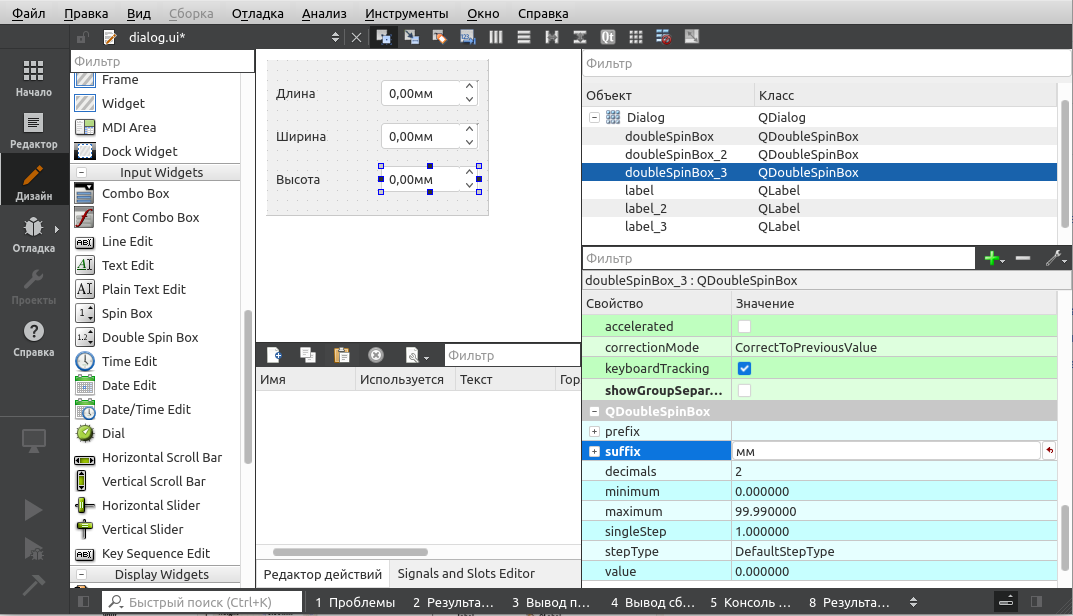 Файл Правка Вид Сборка Отладка Анализ Инструменты Окно Справка
dialog.ui*
Начало
Редактор
Дизайн
Отладка
Проекты
Справка
Фильтр
Frame
Widget
MDI Area
Dock Widget
Input Widgets
Combo Box
Font Combo Box
Line Edit
Text Edit
Plain Text Edit
Spin Box
Double Spin Box
Time Edit
Date Edit
Date/Time Edit
Dial
Horizontal Scroll Bar
Vertical Scroll Bar
Horizontal Slider
Vertical Slider
Key Sequence Edit
Display Widgets
Длина 0,00мм
Ширина 0,00мм
Высота 0,00мм
Фильтр
Имя Используется Текст Гор
Редактор действий Signals and Slots Editor
Фильтр
Объект Класс
Dialog QDialog
doubleSpinBox QDoubleSpinBox
doubleSpinBox_2 QDoubleSpinBox
doubleSpinBox_3 QDoubleSpinBox
label QLabel
label_2 QLabel
label_3 QLabel
Фильтр
doubleSpinBox_3 : QDoubleSpinBox
Свойство Значение
accelerated
correctionMode CorrectToPreviousValue
keyboardTracking
showGroupSepar...
QDoubleSpinBox
prefix
suffix мм
decimals 2
minimum 0.000000
maximum 99.990000
singleStep 1.000000
stepType DefaultStepType
value 0.000000
Быстрый поиск (Ctrl+K) 1 Проблемы 2 Результа... 3 Вывод п... 4 Вывод сб... 5 Консоль ... 8 Результа...